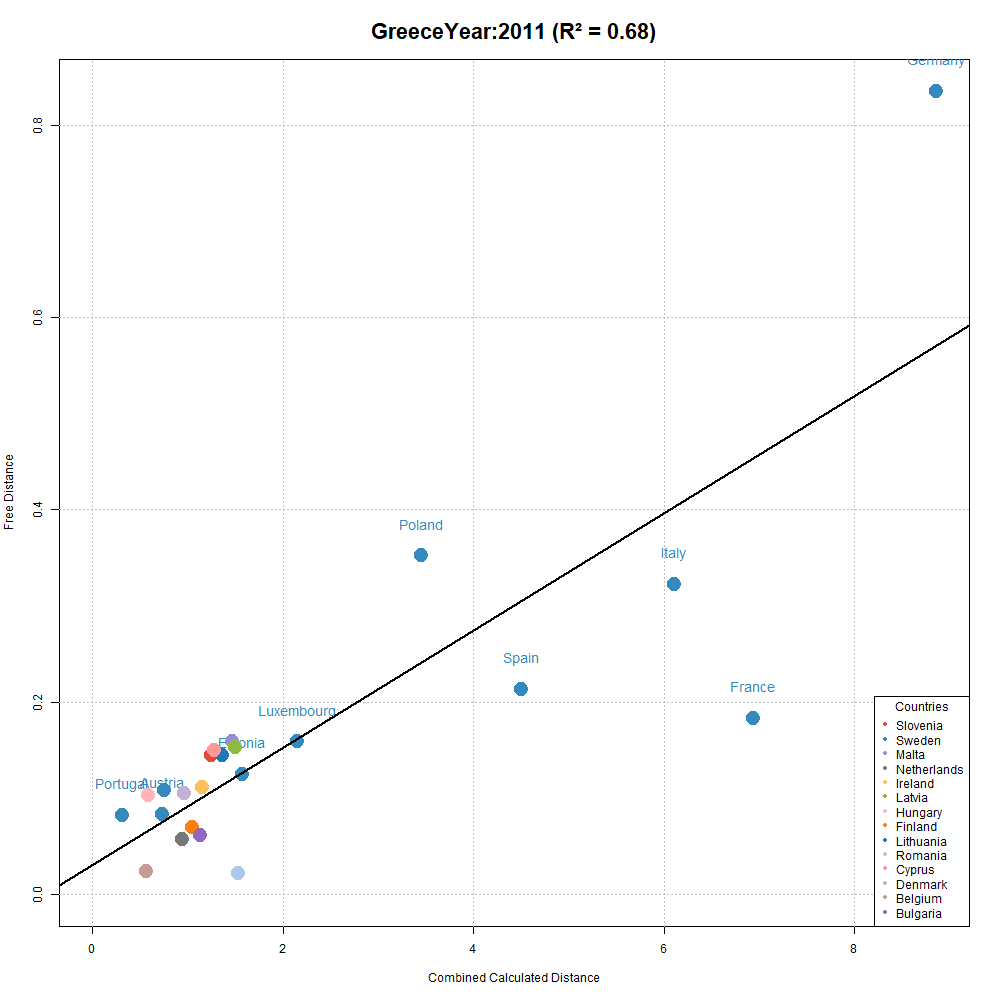 GreeceYear:2011 (R² = 0.68)
Germany
Poland
Italy
Spain
France
Luxembourg
Estonia
Portugal
Austria
Free Distance
0.0
0.2
0.4
0.6
0.8
0
2
4
6
8
Combined Calculated Distance
Countries
Slovenia
Sweden
Malta
Netherlands
Ireland
Latvia
Hungary
Finland
Lithuania
Romania
Cyprus
Denmark
Belgium
Bulgaria